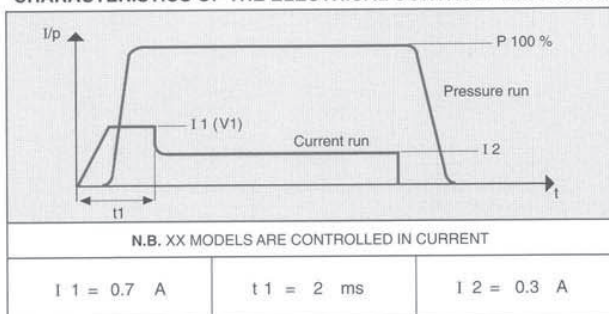 I/p
P 100 %
Pressure run
I 1 (V1)
Current run
I 2
t
t1
N.B. XX MODELS ARE CONTROLLED IN CURRENT
I 1 = 0.7 A
t 1 = 2 ms
I 2 = 0.3 A